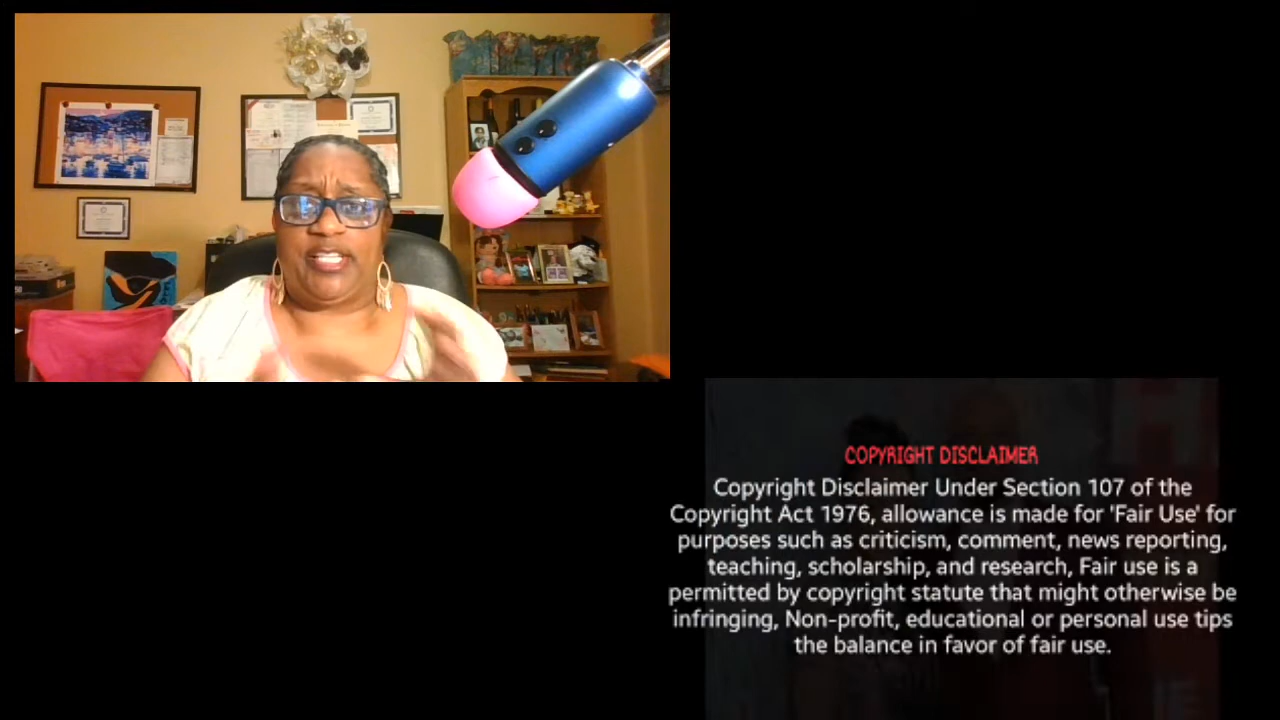 COPYRIGHT DISCLAIMER
Copyright Disclaimer Under Section 107 of the
Copyright Act 1976, allowance is made for 'Fair Use' for
purposes such as criticism, comment, news reporting,
teaching, scholarship, and research, Fair use is a
permitted by copyright statute that might otherwise be
infringing, Non-profit, educational or personal use tips
the balance in favor of fair use.